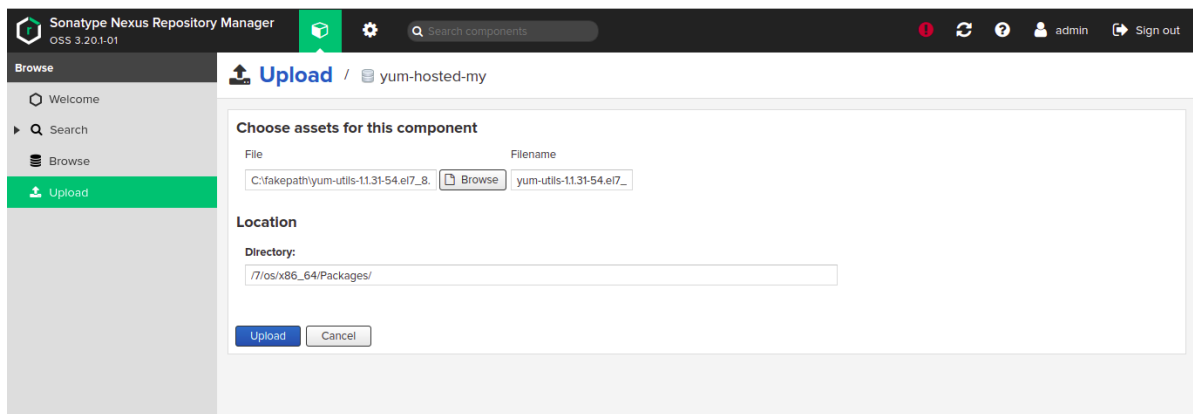 Sonatype Nexus Repository Manager
OSS 3.20.1-01
Search components
admin
Sign out
Browse
Welcome
Search
Browse
Upload
Upload / yum-hosted-my
Choose assets for this component
File
Filename
C:\fakepath\yum-utils-1.1.31-54.el7_8.
Browse
yum-utils-1.1.31-54.el7_
Location
Directory:
/7/os/x86_64/Packages/
Upload
Cancel